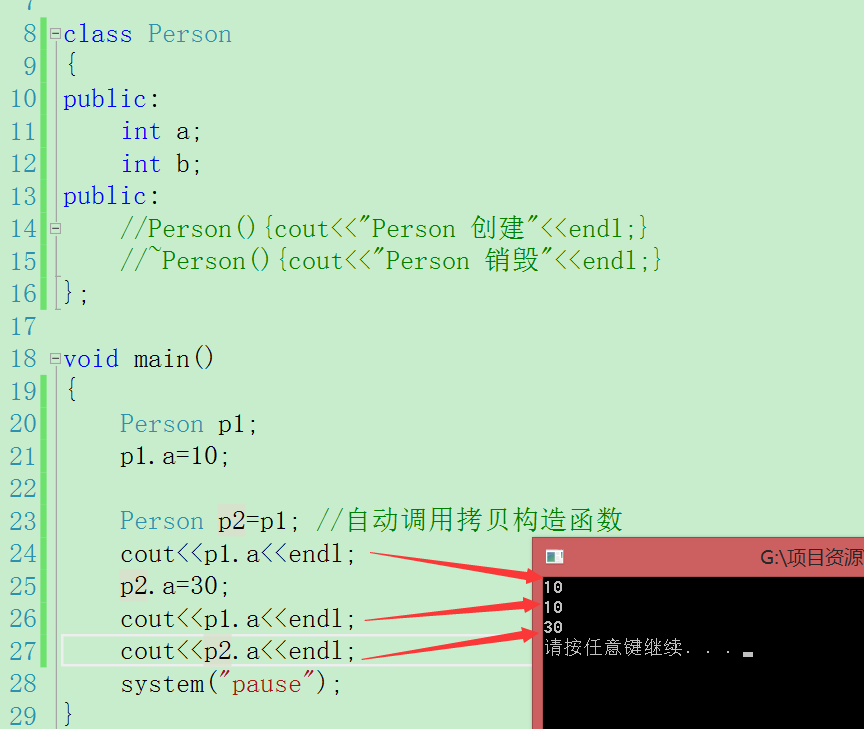 7
8 class Person
9 {
10 public:
11 int a;
12 int b;
13 public:
14 //Person(){cout<<"Person 创建"<<endl;}
15 //~Person(){cout<<"Person 销毁"<<endl;}
16 };
17
18 void main()
19 {
20 Person p1;
21 p1.a=10;
22
23 Person p2=p1; //自动调用拷贝构造函数
24 cout<<p1.a<<endl;
25 p2.a=30;
26 cout<<p1.a<<endl;
27 cout<<p2.a<<endl;
28 system("pause");
29 }
G:\项目资源
10
10
30
请按任意键继续. . .